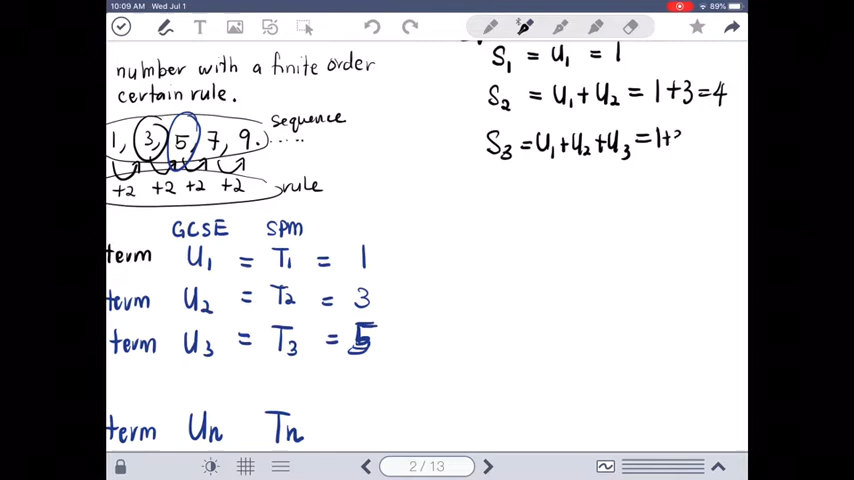 10:09 AM Wed Jul 1
89%
number with a finite order
certain rule.
1, 3, 5, 7, 9. ..... sequence
+2 +2 +2 +2 rule
GCSE SPM
term U₁ = T₁ = 1
term U₂ = T₂ = 3
term U₃ = T₃ = 5
term Un Tn
S₁ = U₁ = 1
S₂ = U₁+U₂ = 1+3=4
S₃ =U₁+U₂+U₃ =1+
2/13